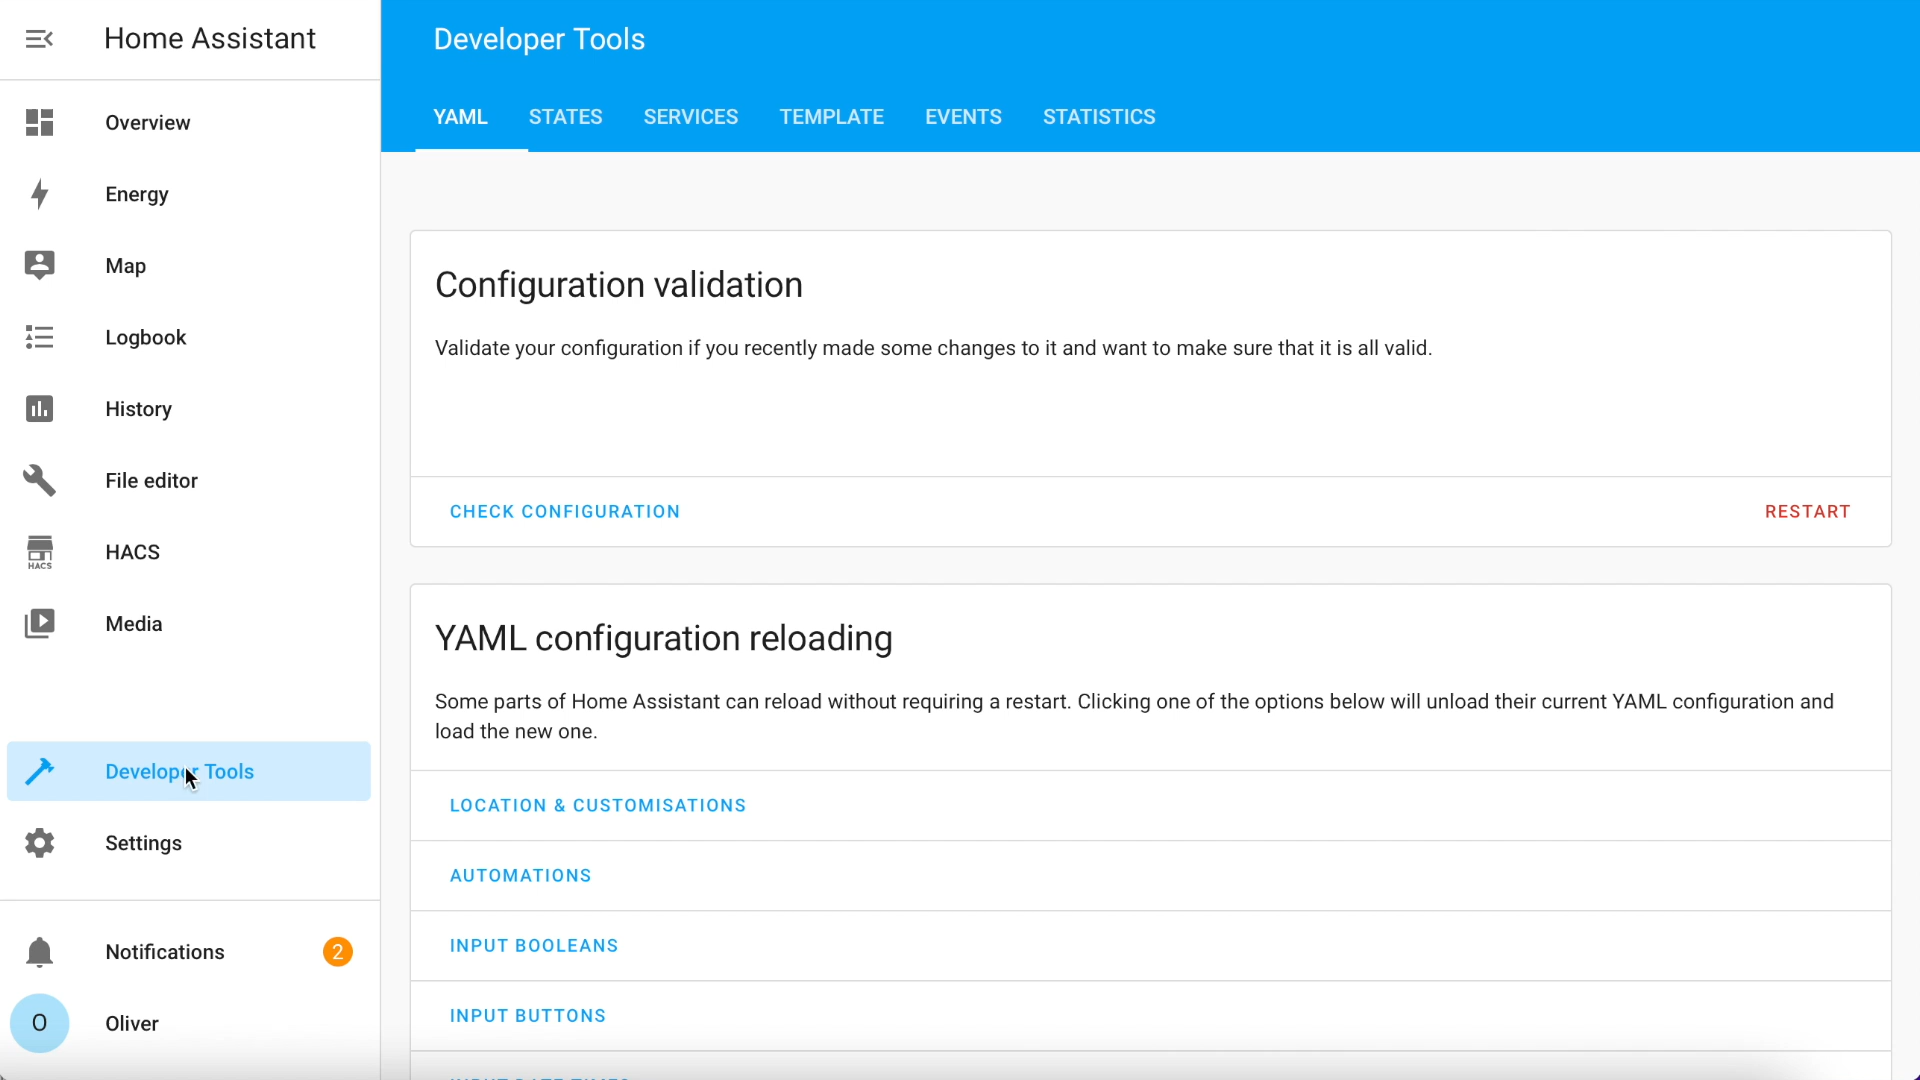 Home Assistant
Overview
Energy
Map
Logbook
History
File editor
HACS
HACS
Media
Developer Tools
Settings
Notifications
2
O
Oliver
Developer Tools
YAML
STATES
SERVICES
TEMPLATE
EVENTS
STATISTICS
Configuration validation
Validate your configuration if you recently made some changes to it and want to make sure that it is all valid.
CHECK CONFIGURATION
RESTART
YAML configuration reloading
Some parts of Home Assistant can reload without requiring a restart. Clicking one of the options below will unload their current YAML configuration and
load the new one.
LOCATION & CUSTOMISATIONS
AUTOMATIONS
INPUT BOOLEANS
INPUT BUTTONS